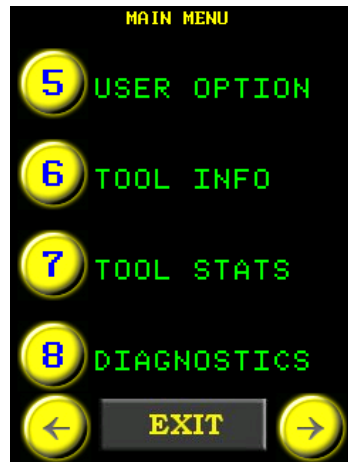 MAIN MENU
5 USER OPTION
6 TOOL INFO
7 TOOL STATS
8 DIAGNOSTICS
← EXIT →